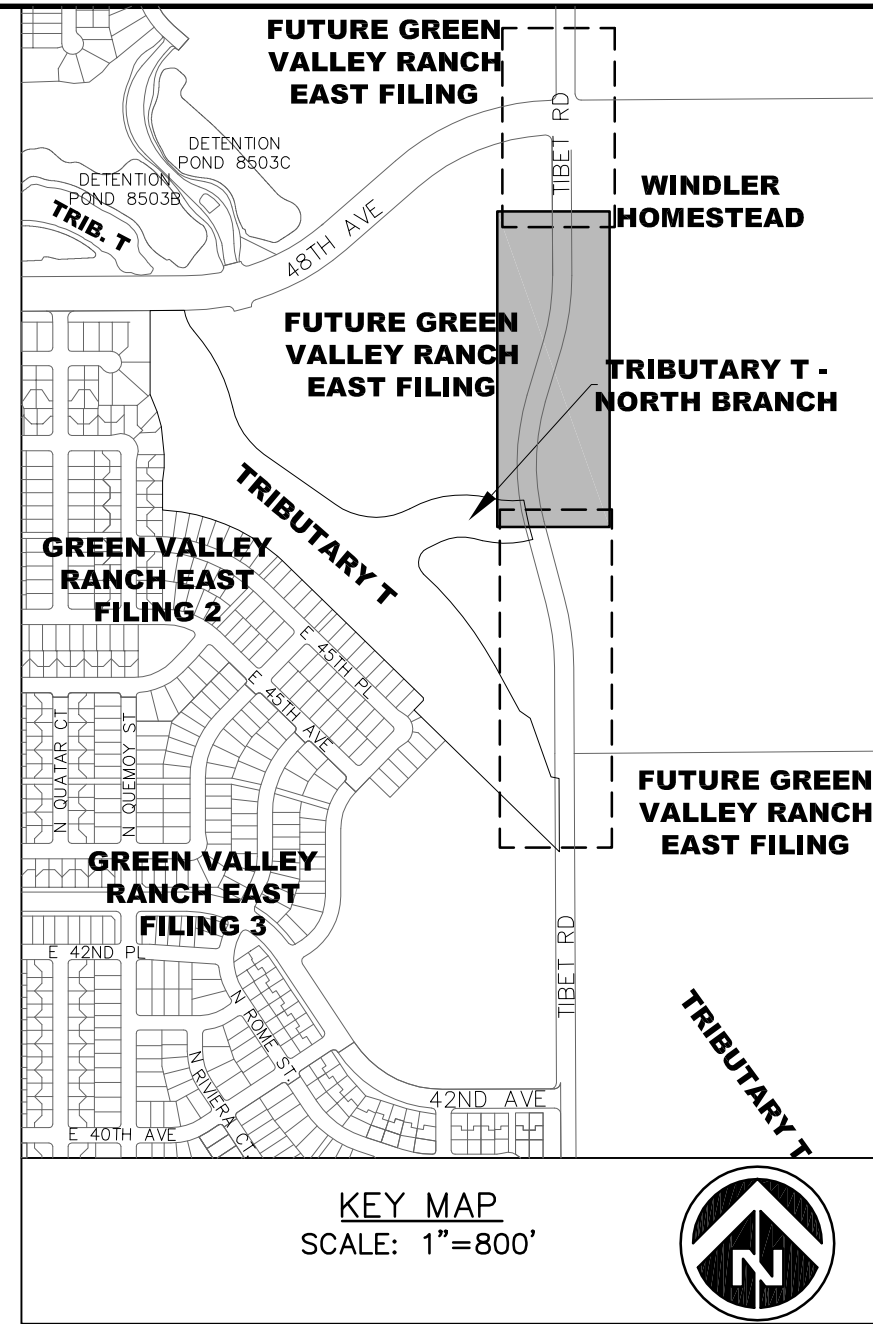 FUTURE GREEN
VALLEY RANCH
EAST FILING
TIBET RD
DETENTION
POND 8503C
DETENTION
POND 8503B
TRIB. T
WINDLER
HOMESTEAD
48TH AVE
FUTURE GREEN
VALLEY RANCH
EAST FILING
TRIBUTARY T -
NORTH BRANCH
TRIBUTARY T
GREEN VALLEY
RANCH EAST
FILING 2
E 45TH PL
E 45TH AVE
N QUATAR CT
N QUEMOY ST
FUTURE GREEN
VALLEY RANCH
EAST FILING
GREEN VALLEY
RANCH EAST
FILING 3
E 42ND PL
TIBET RD
N ROME ST.
N RIVIERA CT.
TRIBUTARY T
42ND AVE
E 40TH AVE
KEY MAP
SCALE: 1"=800'
N